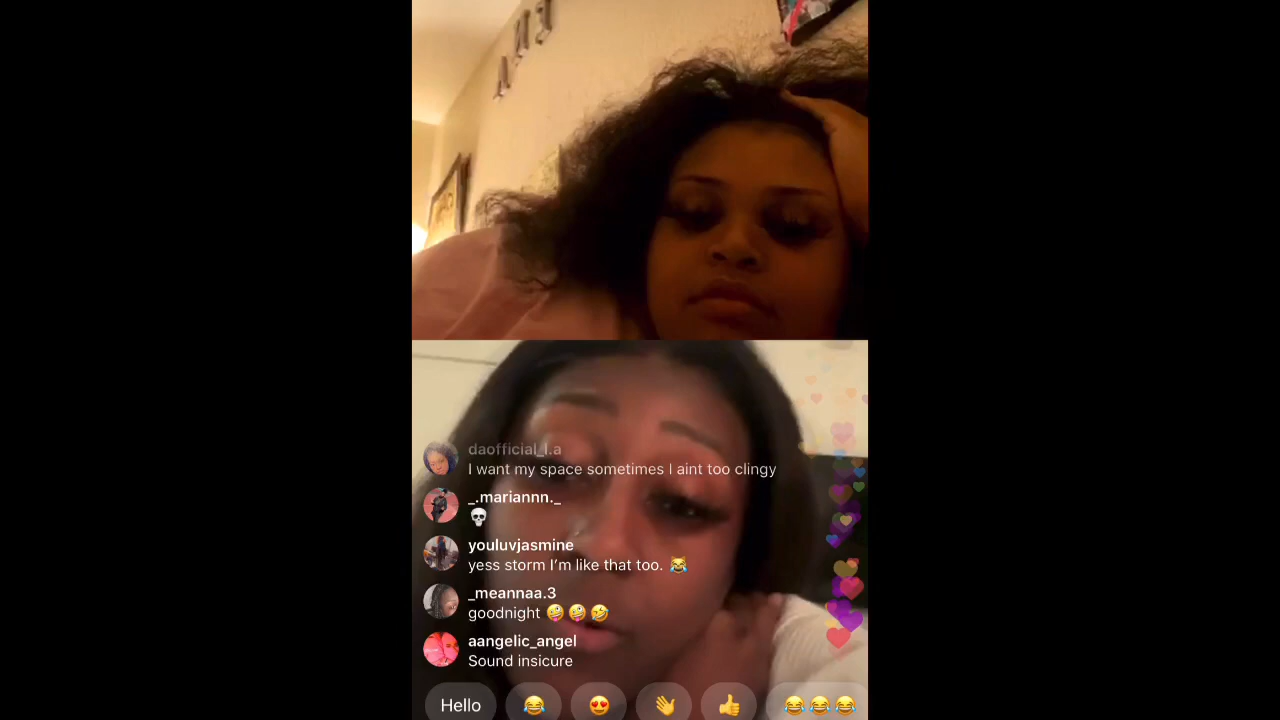 daofficial_l.a
I want my space sometimes I aint too clingy
_.mariannn._
💀
youluvjasmine
yess storm I’m like that too. 😹
_meannaa.3
goodnight 🤪🤪🤣
aangelic_angel
Sound insicure
Hello 😂 😍 👋 👍 😂😂😂